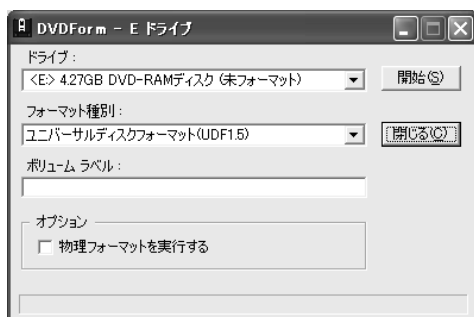 DVDForm - E ドライブ
ドライブ:
<E:> 4.27GB DVD-RAMディスク (未フォーマット)
開始(S)
フォーマット種別:
ユニバーサルディスクフォーマット(UDF1.5)
閉じる(C)
ボリューム ラベル:
オプション
物理フォーマットを実行する